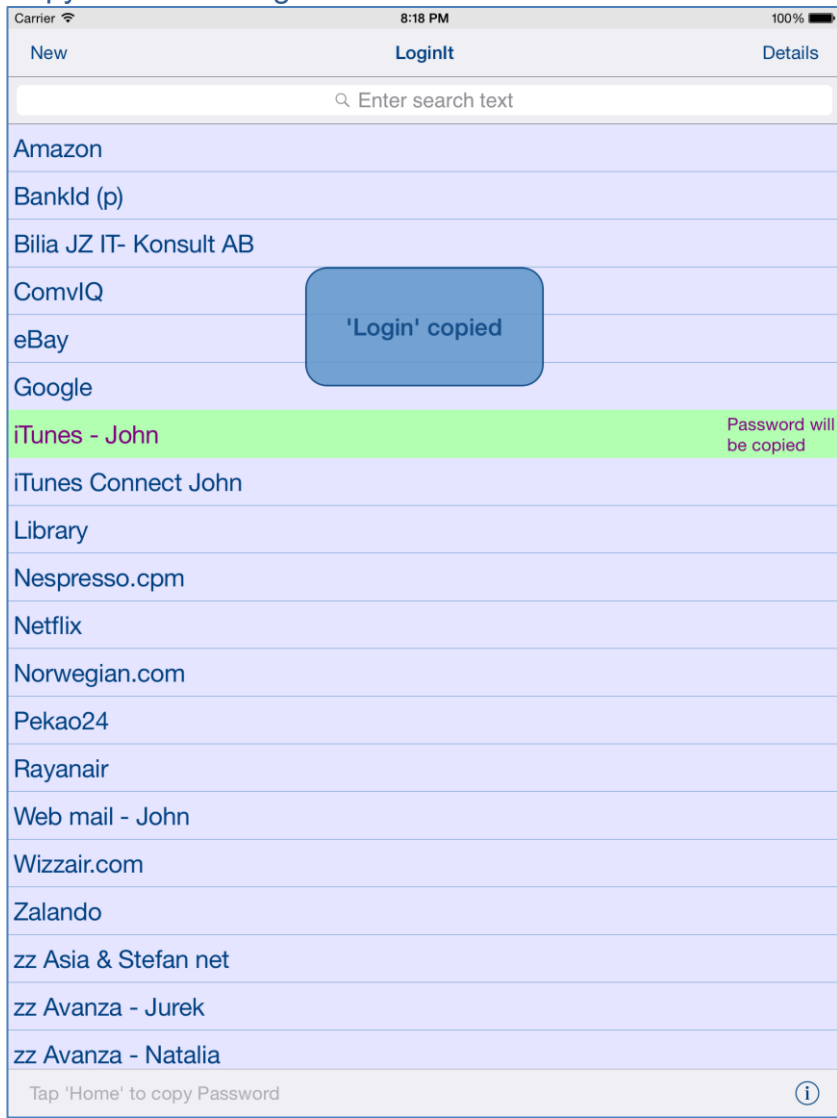 Carrier 8:18 PM 100%
New LoginIt Details
Enter search text
Amazon
BankId (p)
Bilia JZ IT- Konsult AB
ComvIQ
'Login' copied
eBay
Google
iTunes - John Password will
be copied
iTunes Connect John
Library
Nespresso.cpm
Netflix
Norwegian.com
Pekao24
Rayanair
Web mail - John
Wizzair.com
Zalando
zz Asia & Stefan net
zz Avanza - Jurek
zz Avanza - Natalia
Tap 'Home' to copy Password